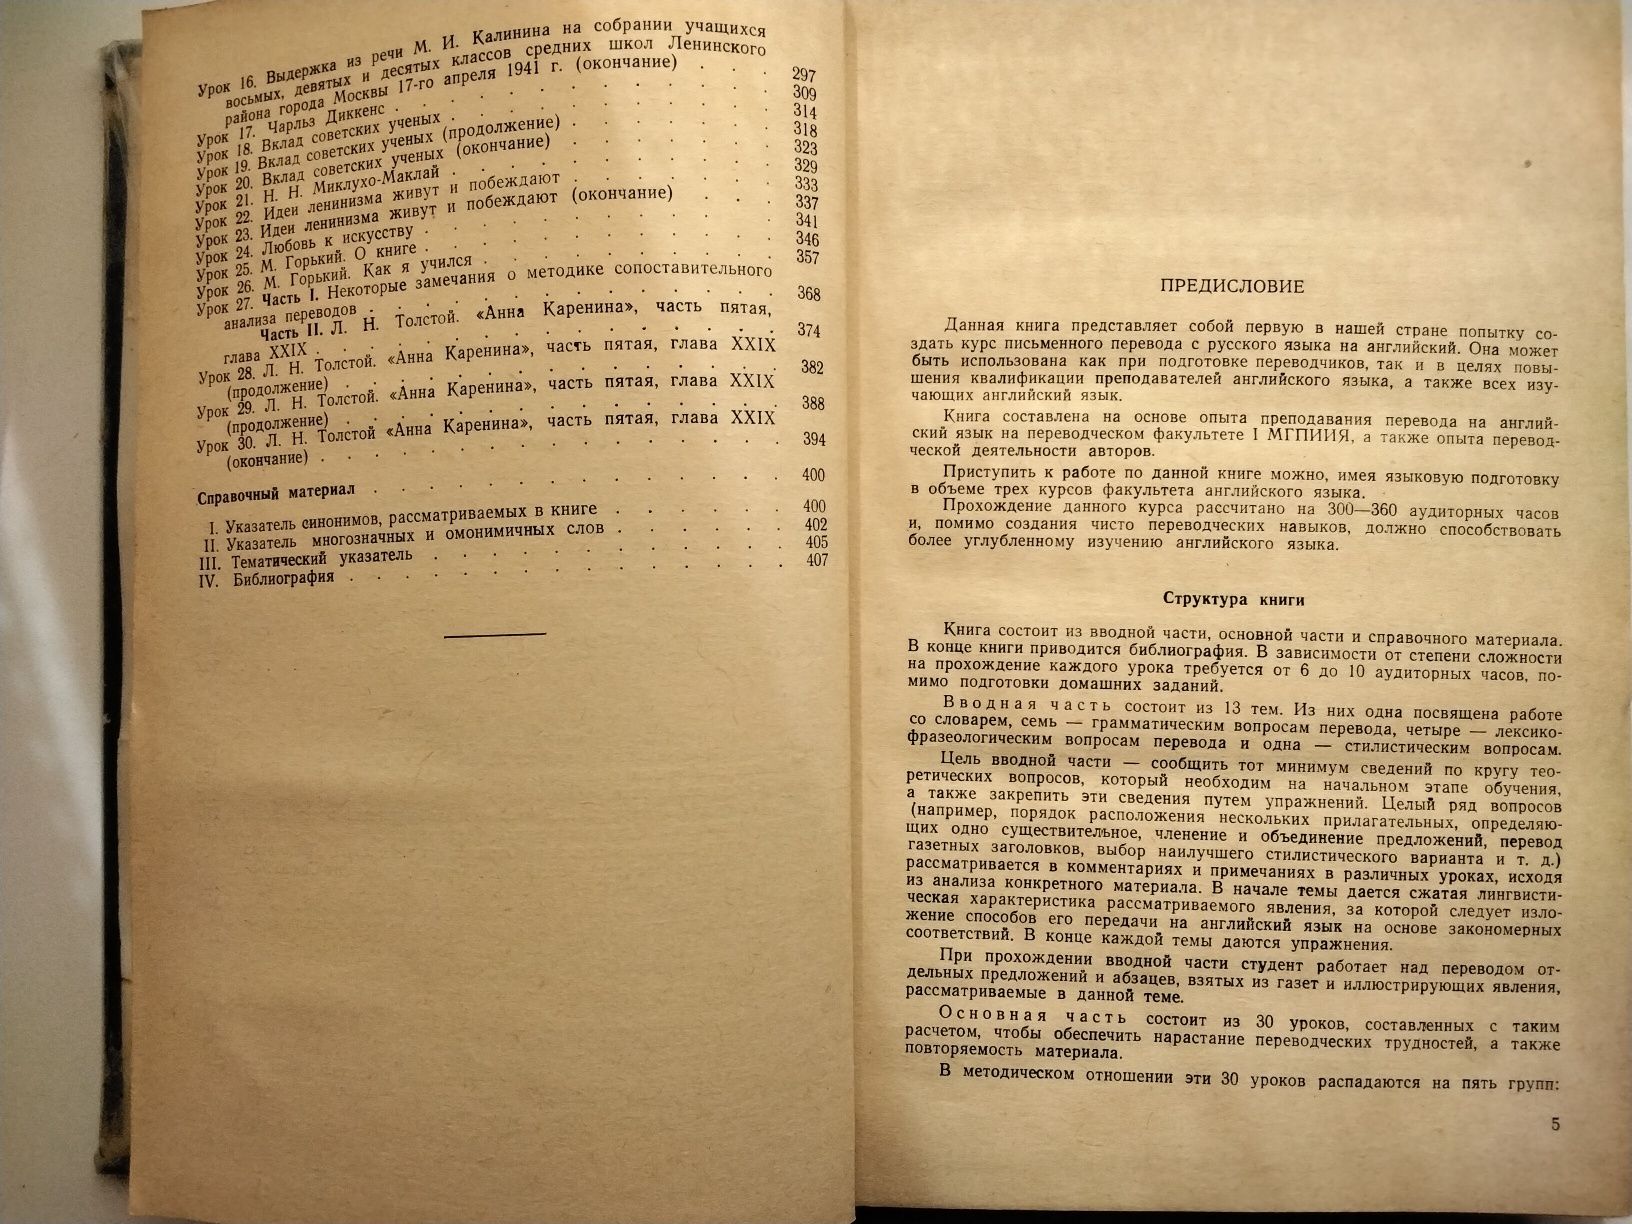 Урок 16. Выдержка из речи М. И. Калинина на собрании учащихся
восьмых, девятых и десятых классов средних школ Ленинского
района города Москвы 17-го апреля 1941 г. (окончание) . . . 297
Урок 17. Чарльз Диккенс . . . . . . . . . . . 309
Урок 18. Вклад советских ученых . . . . . . . . . 314
Урок 19. Вклад советских ученых (продолжение) . . . . . . 318
Урок 20. Вклад советских ученых (окончание) . . . . . . 323
Урок 21. Н. Н. Миклухо-Маклай . . . . . . . . . 329
Урок 22. Идеи ленинизма живут и побеждают . . . . . . 333
Урок 23. Идеи ленинизма живут и побеждают (окончание) . . . 337
Урок 24. Любовь к искусству . . . . . . . . . . 341
Урок 25. М. Горький. О книге . . . . . . . . . . 346
Урок 26. М. Горький. Как я учился . . . . . . . . 357
Урок 27. Часть I. Некоторые замечания о методике сопоставительного
анализа переводов . . . . . . . . . . . 368
Часть II. Л. Н. Толстой. «Анна Каренина», часть пятая,
глава XXIX . . . . . . . . . . . . . 374
Урок 28. Л. Н. Толстой. «Анна Каренина», часть пятая, глава XXIX
(продолжение) . . . . . . . . . . . . 382
Урок 29. Л. Н. Толстой. «Анна Каренина», часть пятая, глава XXIX
(продолжение) . . . . . . . . . . . . 388
Урок 30. Л. Н. Толстой «Анна Каренина», часть пятая, глава XXIX
(окончание) . . . . . . . . . . . . . 394
Справочный материал . . . . . . . . . . . . 400
I. Указатель синонимов, рассматриваемых в книге . . . . . . 400
II. Указатель многозначных и омонимичных слов . . . . . . 402
III. Тематический указатель . . . . . . . . . . 405
IV. Библиография . . . . . . . . . . . . . 407
ПРЕДИСЛОВИЕ
Данная книга представляет собой первую в нашей стране попытку со-
здать курс письменного перевода с русского языка на английский. Она может
быть использована как при подготовке переводчиков, так и в целях повы-
шения квалификации преподавателей английского языка, а также всех изу-
чающих английский язык.
Книга составлена на основе опыта преподавания перевода на англий-
ский язык на переводческом факультете I МГПИИЯ, а также опыта перевод-
ческой деятельности авторов.
Приступить к работе по данной книге можно, имея языковую подготовку
в объеме трех курсов факультета английского языка.
Прохождение данного курса рассчитано на 300—360 аудиторных часов
и, помимо создания чисто переводческих навыков, должно способствовать
более углубленному изучению английского языка.
Структура книги
Книга состоит из вводной части, основной части и справочного материала.
В конце книги приводится библиография. В зависимости от степени сложности
на прохождение каждого урока требуется от 6 до 10 аудиторных часов, по-
мимо подготовки домашних заданий.
Вводная часть состоит из 13 тем. Из них одна посвящена работе
со словарем, семь — грамматическим вопросам перевода, четыре — лексико-
фразеологическим вопросам перевода и одна — стилистическим вопросам.
Цель вводной части — сообщить тот минимум сведений по кругу тео-
ретических вопросов, который необходим на начальном этапе обучения,
а также закрепить эти сведения путем упражнений. Целый ряд вопросов
(например, порядок расположения нескольких прилагательных, определяю-
щих одно существительное, членение и объединение предложений, перевод
газетных заголовков, выбор наилучшего стилистического варианта и т. д.)
рассматривается в комментариях и примечаниях в различных уроках, исходя
из анализа конкретного материала. В начале темы дается сжатая лингвисти-
ческая характеристика рассматриваемого явления, за которой следует изло-
жение способов его передачи на английский язык на основе закономерных
соответствий. В конце каждой темы даются упражнения.
При прохождении вводной части студент работает над переводом от-
дельных предложений и абзацев, взятых из газет и иллюстрирующих явления,
рассматриваемые в данной теме.
Основная часть состоит из 30 уроков, составленных с таким
расчетом, чтобы обеспечить нарастание переводческих трудностей, а также
повторяемость материала.
В методическом отношении эти 30 уроков распадаются на пять групп:
5